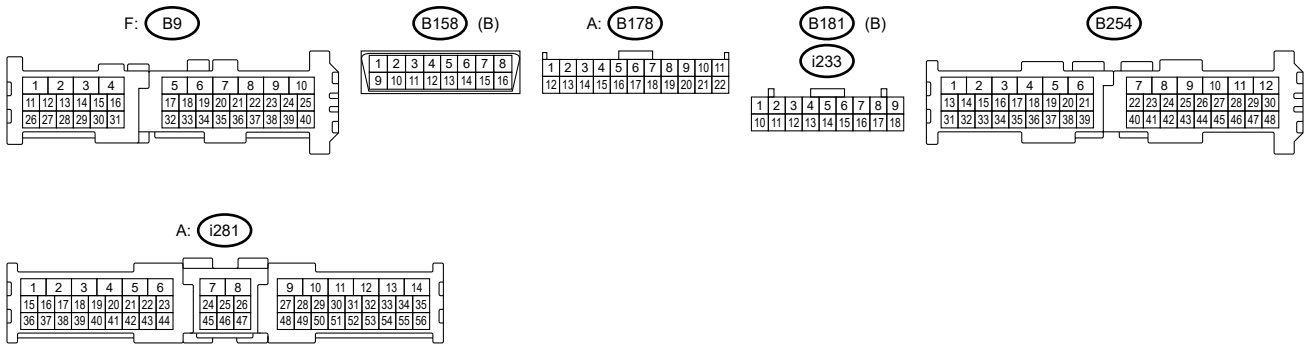 F: B9
B158 (B)
A: B178
B181 (B)
i233
B254
1 2 3 4 5 6 7 8 9 10
11 12 13 14 15 16 17 18 19 20 21 22 23 24 25
26 27 28 29 30 31 32 33 34 35 36 37 38 39 40
1 2 3 4 5 6 7 8
9 10 11 12 13 14 15 16
1 2 3 4 5 6 7 8 9 10 11
12 13 14 15 16 17 18 19 20 21 22
1 2 3 4 5 6 7 8 9
10 11 12 13 14 15 16 17 18
1 2 3 4 5 6 7 8 9 10 11 12
13 14 15 16 17 18 19 20 21 22 23 24 25 26 27 28 29 30
31 32 33 34 35 36 37 38 39 40 41 42 43 44 45 46 47 48
A: i281
1 2 3 4 5 6 7 8 9 10 11 12 13 14
15 16 17 18 19 20 21 22 23 24 25 26 27 28 29 30 31 32 33 34 35
36 37 38 39 40 41 42 43 44 45 46 47 48 49 50 51 52 53 54 55 56